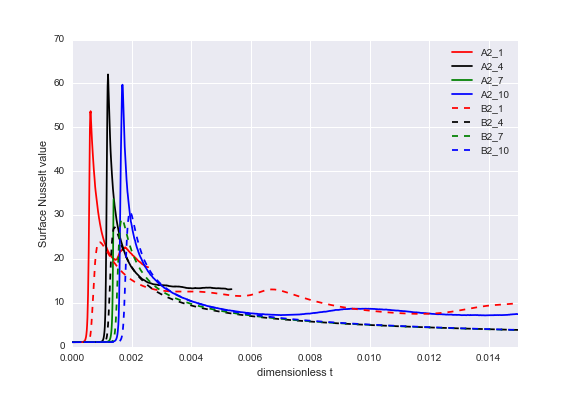 70
60
50
40
30
20
10
0
Surface Nusselt value
A2_1
A2_4
A2_7
A2_10
B2_1
B2_4
B2_7
B2_10
0.000 0.002 0.004 0.006 0.008 0.010 0.012 0.014
dimensionless t